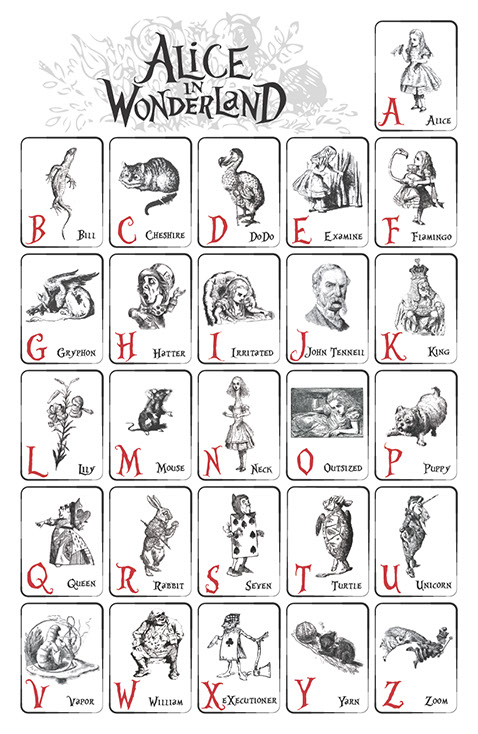 ALICE
IN
WONDERLAND
A ALICE
B BILL
C CHESHIRE
D DODO
E EXAMINE
F FLAMINGO
G GRYPHON
H HATTER
I IRRITATED
JOHN TENNEIL
K KING
L LILY
M MOUSE
N NECK
O OUTSIZED
P PUPPY
Q QUEEN
R RABBIT
S SEVEN
T TURTLE
U UNICORN
V VAPOR
W WILLIAM
X EXECUTIONER
Y YARN
Z ZOOM